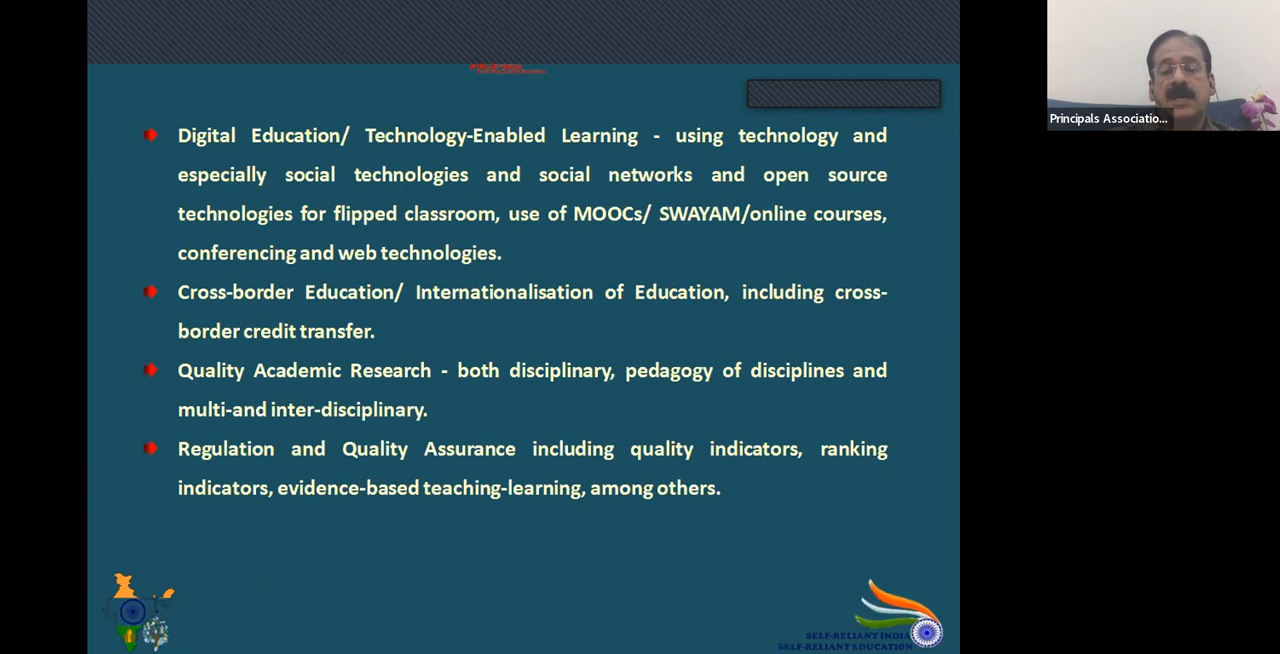 Principals Associatio...
Digital Education/ Technology-Enabled Learning - using technology and
especially social technologies and social networks and open source
technologies for flipped classroom, use of MOOCs/ SWAYAM/online courses,
conferencing and web technologies.
Cross-border Education/ Internationalisation of Education, including cross-
border credit transfer.
Quality Academic Research - both disciplinary, pedagogy of disciplines and
multi-and inter-disciplinary.
Regulation and Quality Assurance including quality indicators, ranking
indicators, evidence-based teaching-learning, among others.
SELF-RELIANT INDIA
SELF-RELIANT EDUCATION